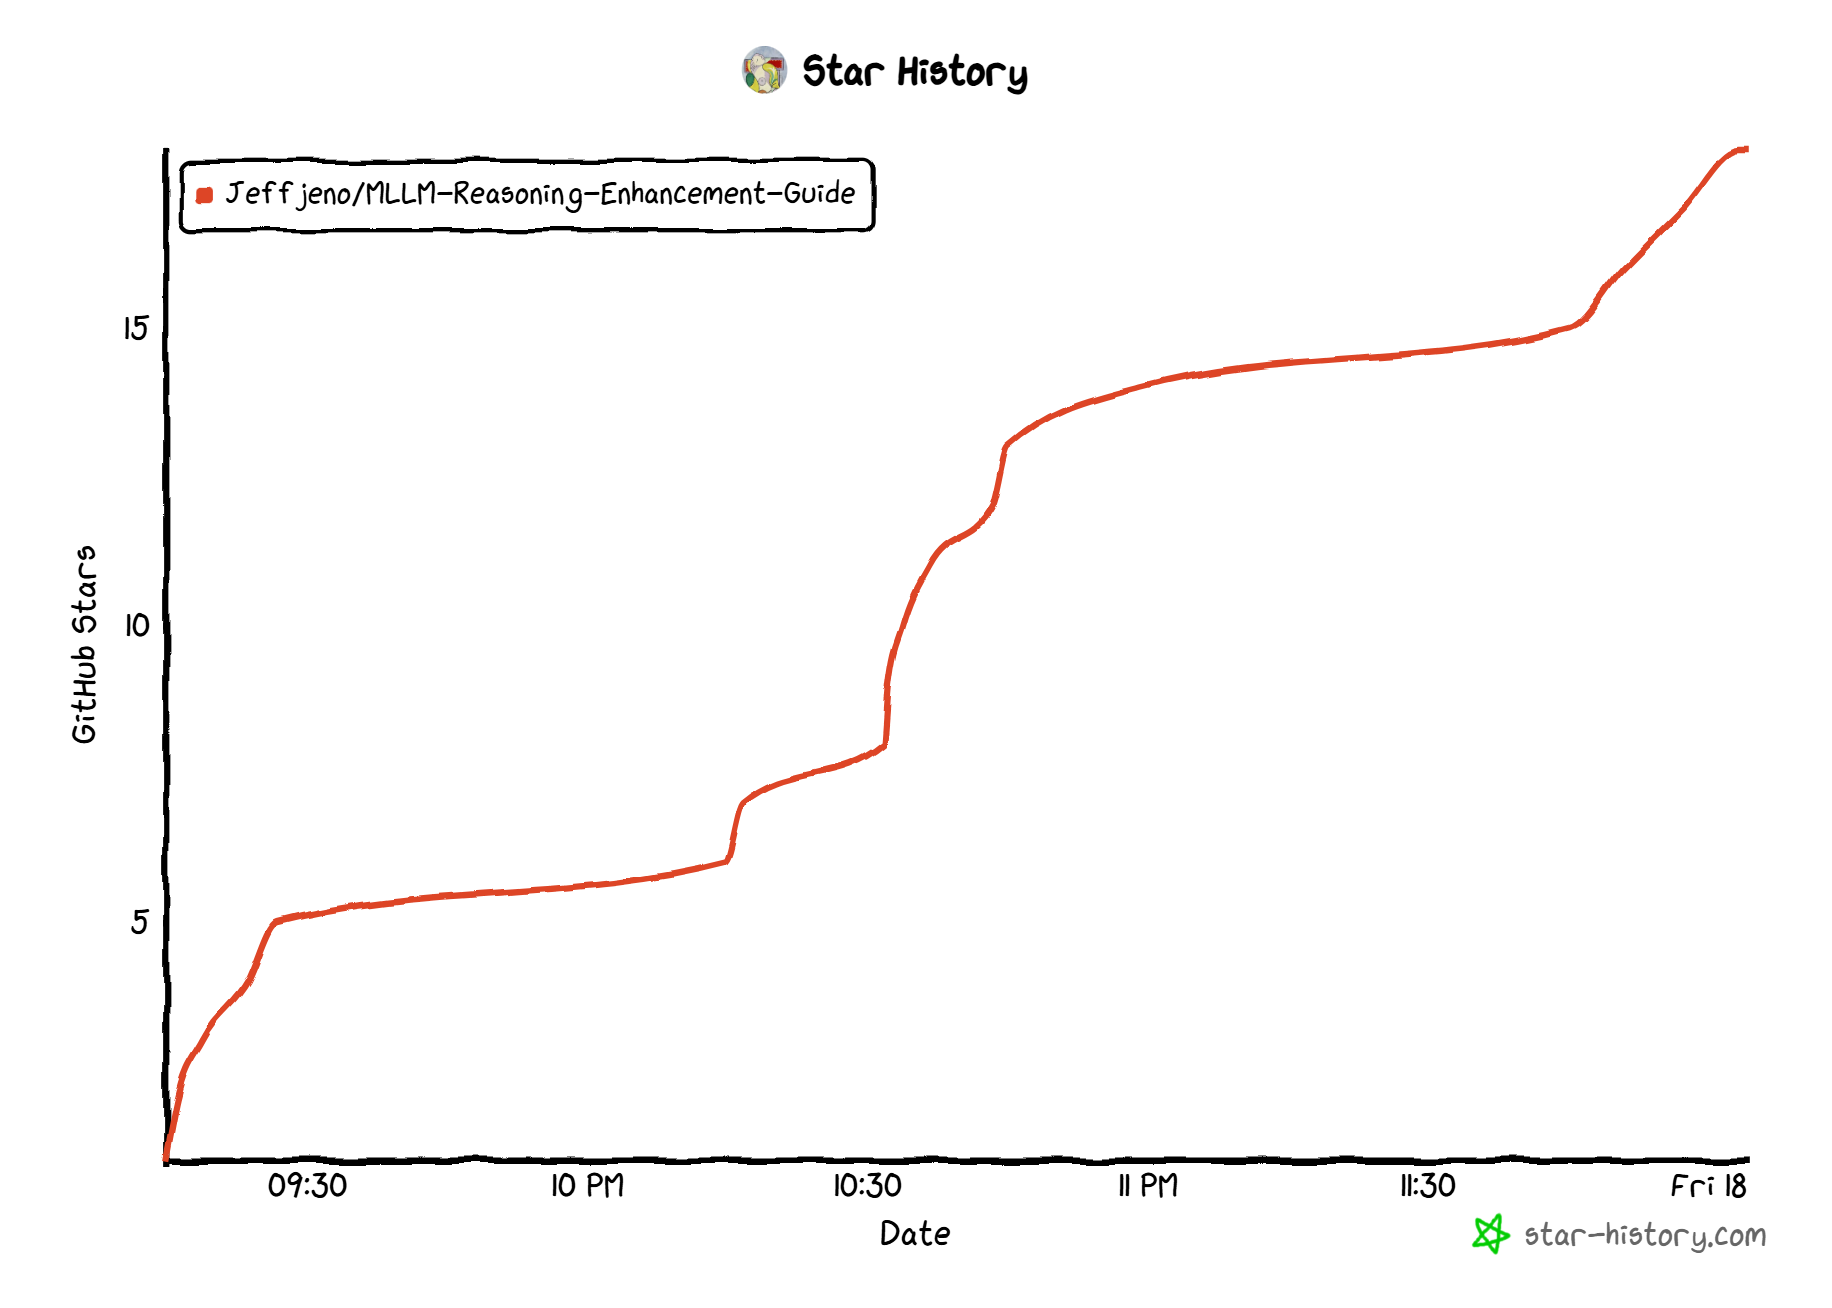 Star History
Jeffjeno/MLLM-Reasoning-Enhancement-Guide
15
10
5
GitHub Stars
09:30
10 PM
10:30
11 PM
11:30
Fri 18
Date
star-history.com